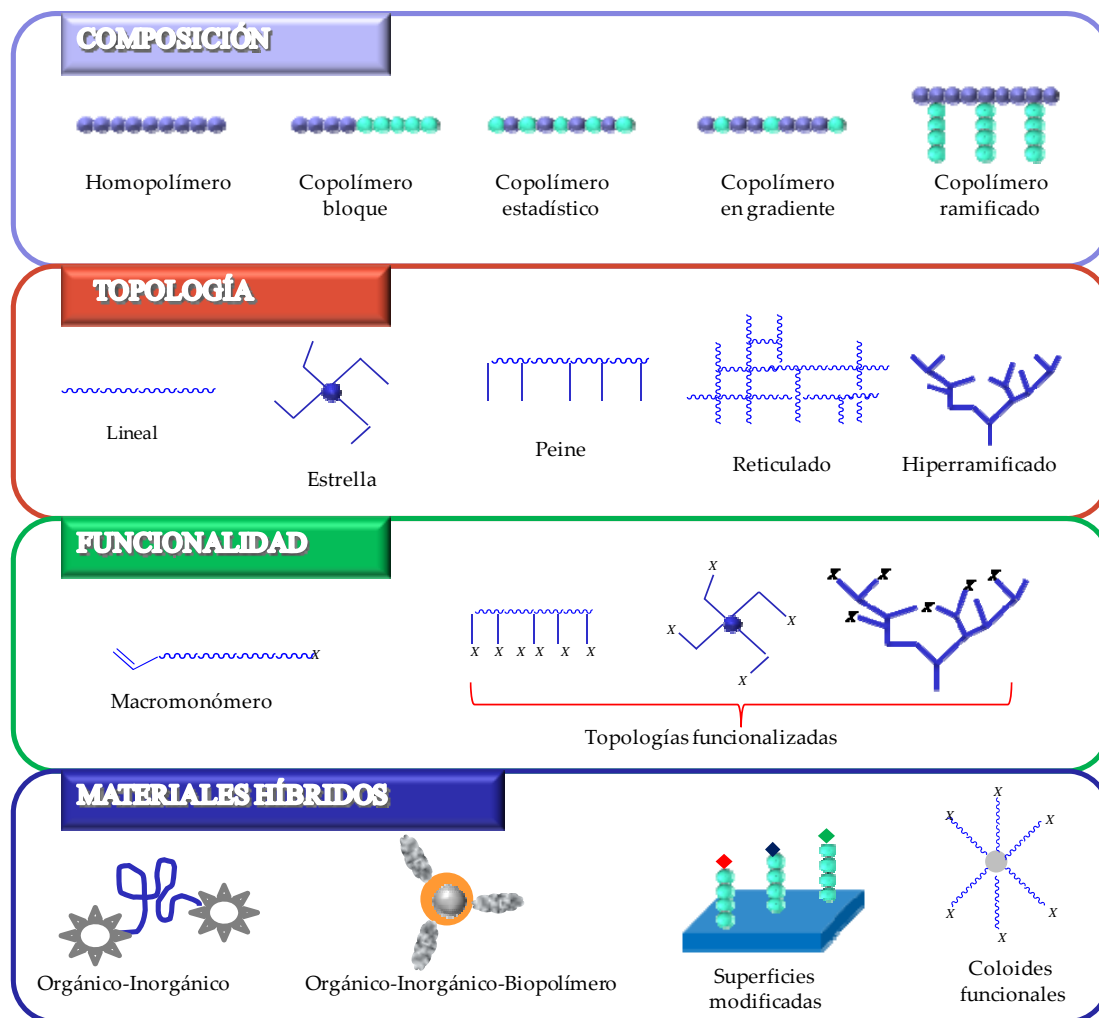 COMPOSICIÓN
Homopolímero
Copolímero
bloque
Copolímero
estadístico
Copolímero
en gradiente
Copolímero
ramificado
TOPOLOGÍA
Lineal
Estrella
Peine
Reticulado
Hiperramificado
FUNCIONALIDAD
X
Macromonómero
X X X X X X
X
X
X
X
X
X
X
X
X
X
Topologías funcionalizadas
MATERIALES HÍBRIDOS
Orgánico-Inorgánico
Orgánico-Inorgánico-Biopolímero
Superficies
modificadas
X
X
X
X
X
X
Coloides
funcionales